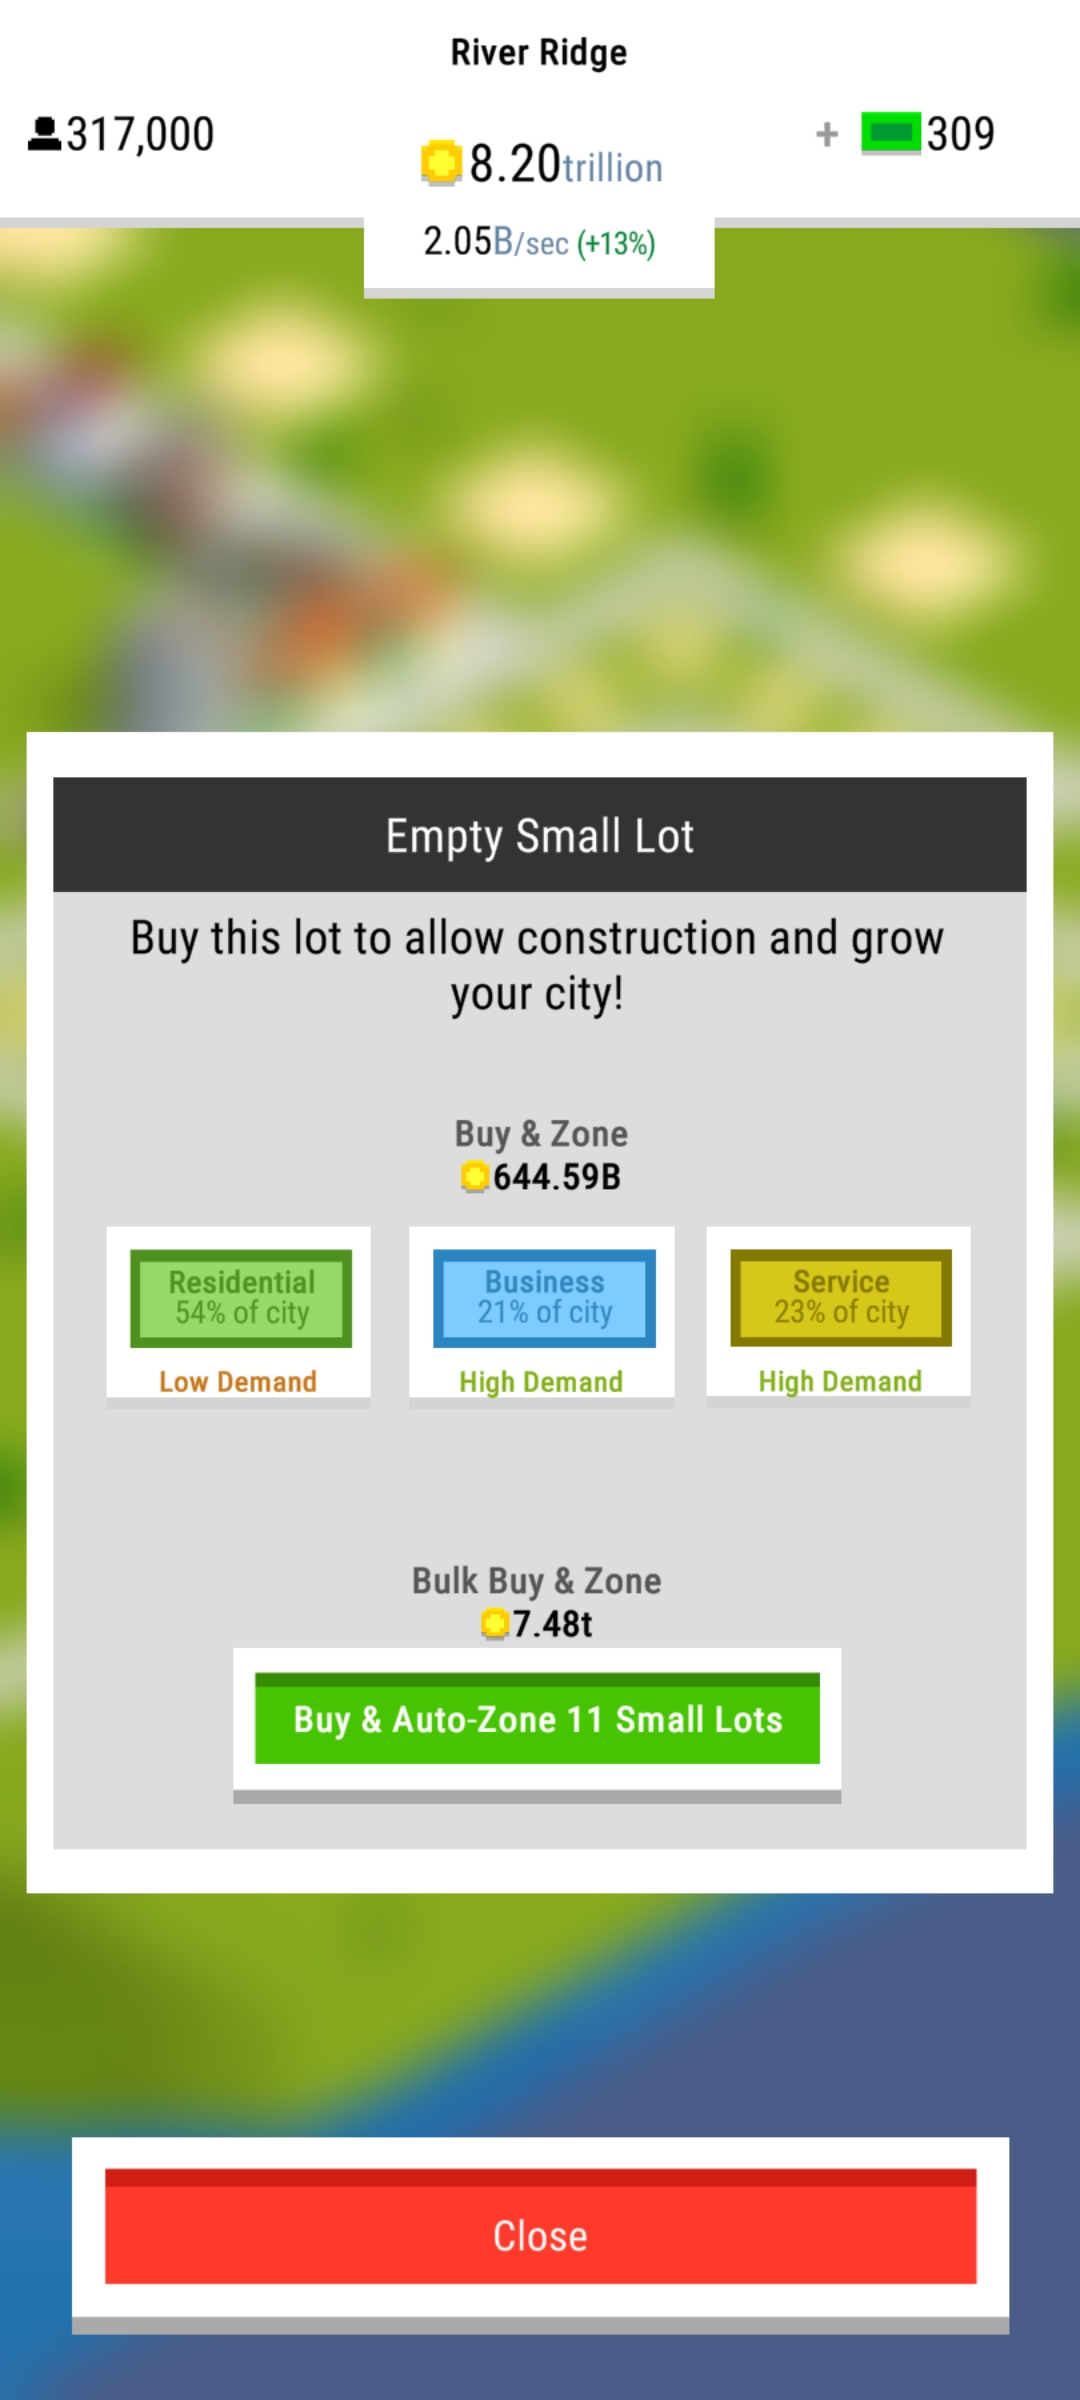 River Ridge
317,000
8.20trillion
+ 309
2.05B/sec (+13%)
Empty Small Lot
Buy this lot to allow construction and grow
your city!
Buy & Zone
644.59B
Residential
54% of city
Low Demand
Business
21% of city
High Demand
Service
23% of city
High Demand
Bulk Buy & Zone
7.48t
Buy & Auto-Zone 11 Small Lots
Close